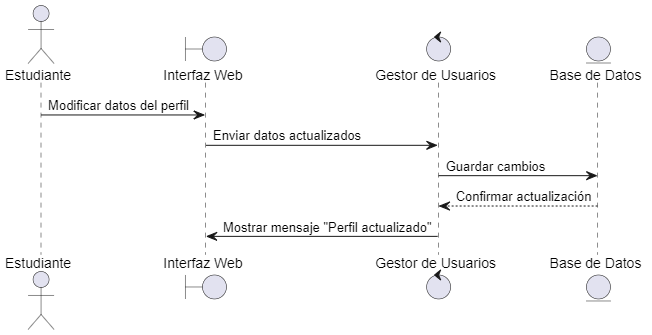 Estudiante
Interfaz Web
Gestor de Usuarios
Base de Datos
Modificar datos del perfil
Enviar datos actualizados
Guardar cambios
Confirmar actualización
Mostrar mensaje "Perfil actualizado"
Estudiante
Interfaz Web
Gestor de Usuarios
Base de Datos